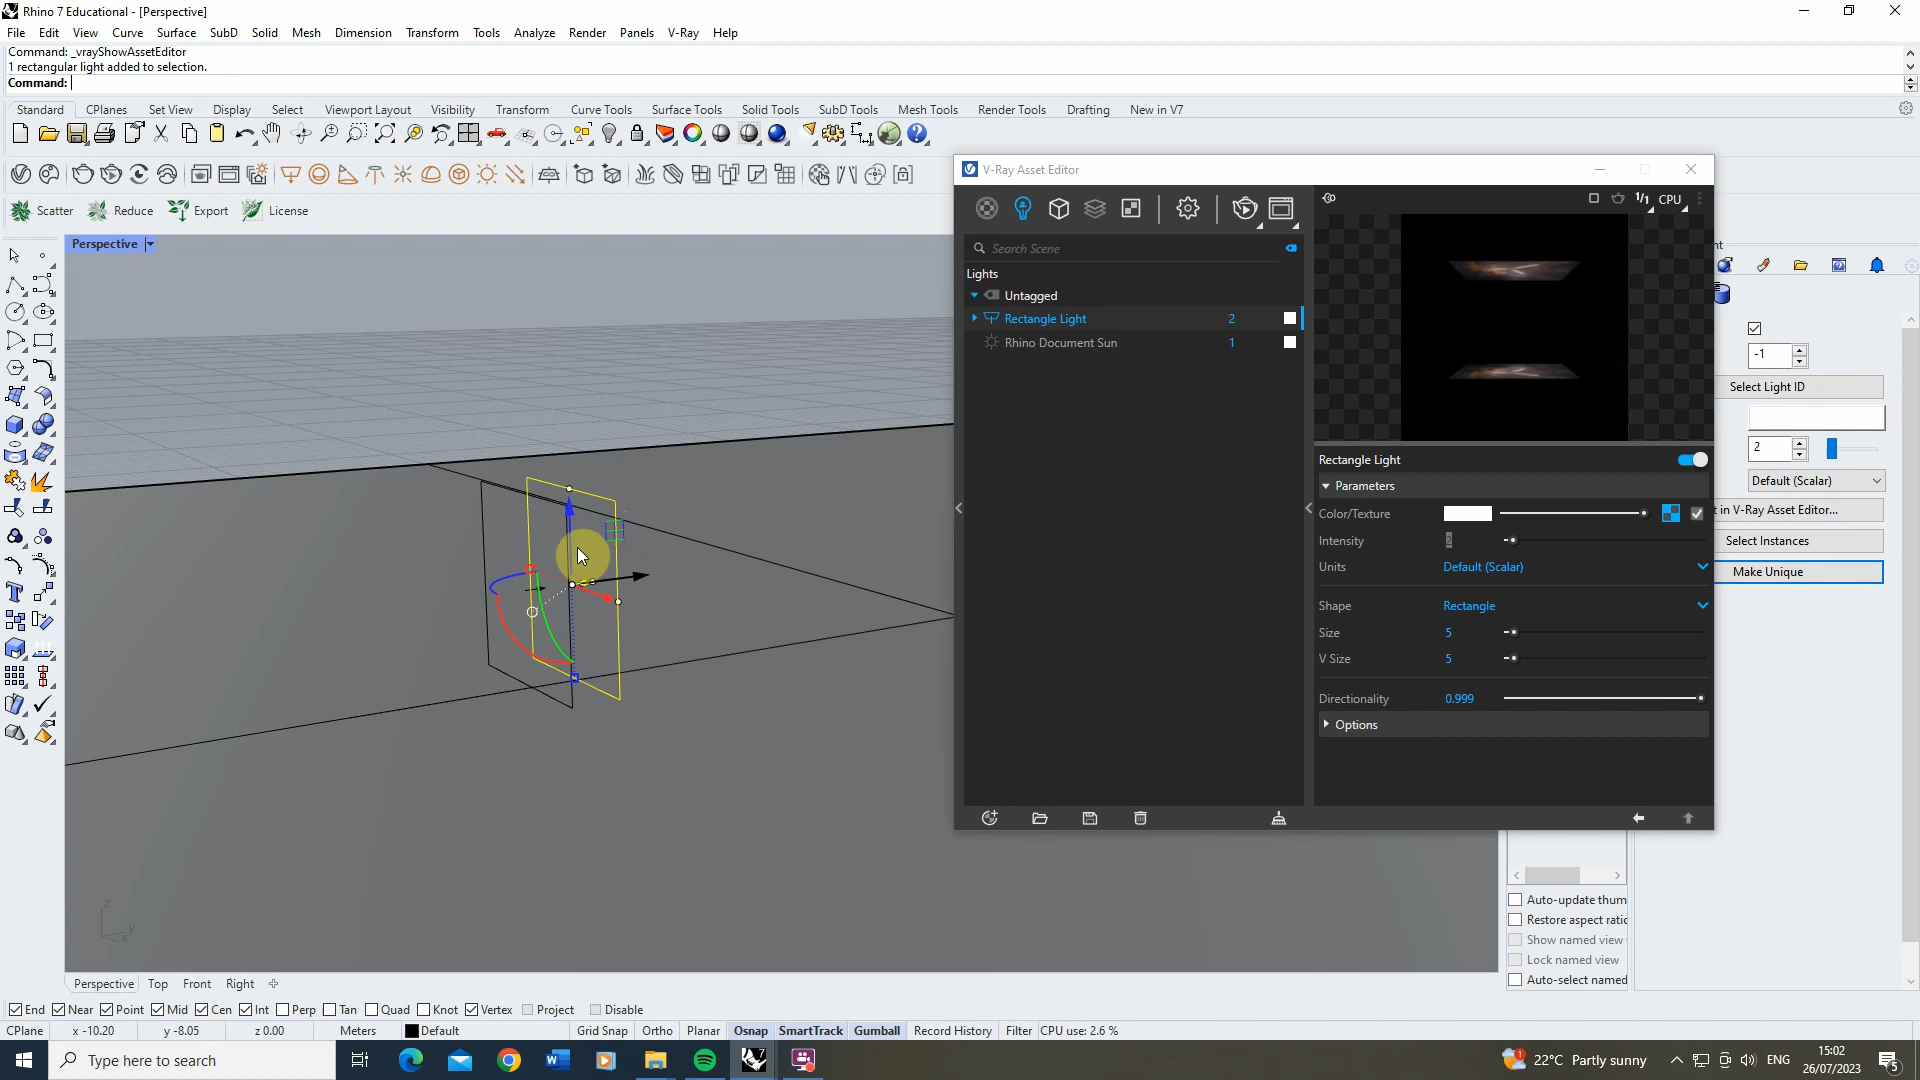 Rhino 7 Educational - [Perspective]
File Edit View Curve Surface SubD Solid Mesh Dimension Transform Tools Analyze Render Panels V-Ray Help
Command: _vrayShowAssetEditor
1 rectangular light added to selection.
Command:
Standard CPlanes Set View Display Select Viewport Layout Visibility Transform Curve Tools Surface Tools Solid Tools SubD Tools Mesh Tools Render Tools Drafting New in V7
Scatter Reduce Export License
Perspective
V-Ray Asset Editor
1/1 CPU
Search Scene
Lights
Untagged
Rectangle Light 2
Rhino Document Sun 1
Rectangle Light
Parameters
Color/Texture
Intensity 2
Units Default (Scalar)
Shape Rectangle
Size 5
V Size 5
Directionality 0.999
Options
nt
-1
Select Light ID
2
Default (Scalar)
t in V-Ray Asset Editor...
Select Instances
Make Unique
Auto-update thum
Restore aspect ratio
Show named view
Lock named view
Auto-select named
z
y
x
Perspective Top Front Right
End Near Point Mid Cen Int Perp Tan Quad Knot Vertex Project Disable
CPlane x -10.20 y -8.05 z 0.00 Meters Default Grid Snap Ortho Planar Osnap SmartTrack Gumball Record History Filter CPU use: 2.6 %
Type here to search
1
22°C Partly sunny
ENG
15:02
26/07/2023
5